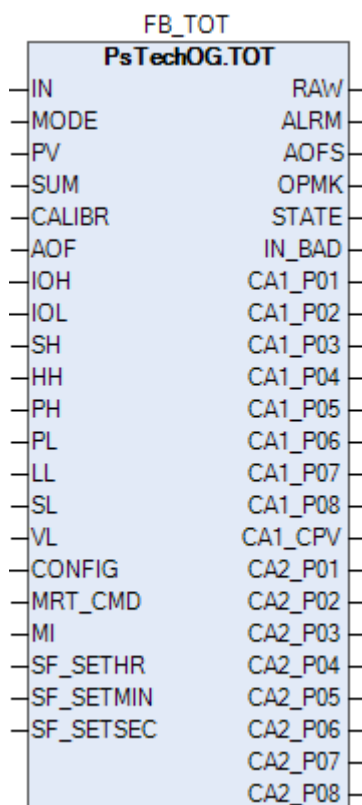 FB_TOT
PsTechOG.TOT
IN RAW
MODE ALRM
PV AOFS
SUM OPMK
CALIBR STATE
AOF IN_BAD
IOH CA1_P01
IOL CA1_P02
SH CA1_P03
HH CA1_P04
PH CA1_P05
PL CA1_P06
LL CA1_P07
SL CA1_P08
VL CA1_CPV
CONFIG CA2_P01
MRT_CMD CA2_P02
MI CA2_P03
SF_SETHR CA2_P04
SF_SETMIN CA2_P05
SF_SETSEC CA2_P06
CA2_P07
CA2_P08